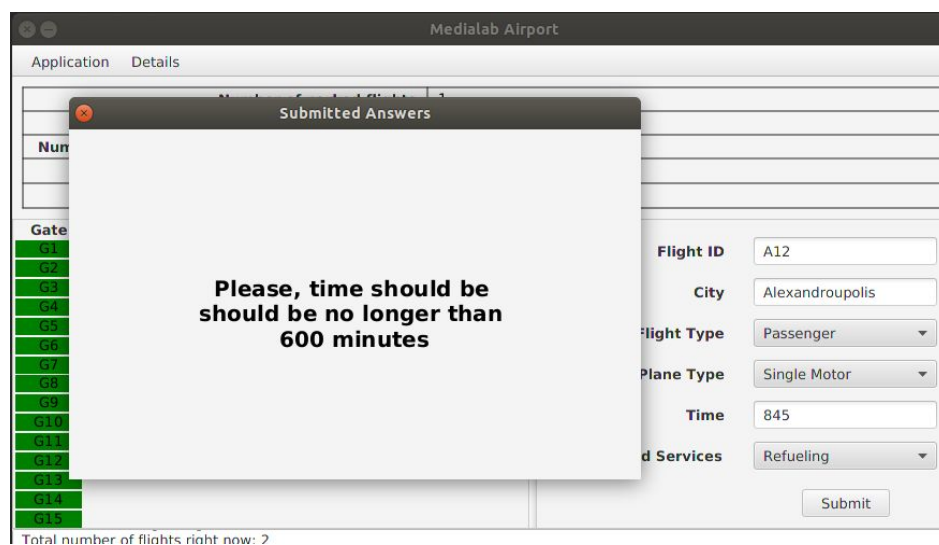 Medialab Airport
Application Details
Submitted Answers
Num
Gate
G1
G2
G3
G4
G5
G6
G7
G8
G9
G10
G11
G12
G13
G14
G15
Please, time should be
should be no longer than
600 minutes
Flight ID A12
City Alexandroupolis
Flight Type Passenger
Plane Type Single Motor
Time 845
d Services Refueling
Submit
Total number of flights right now: 2